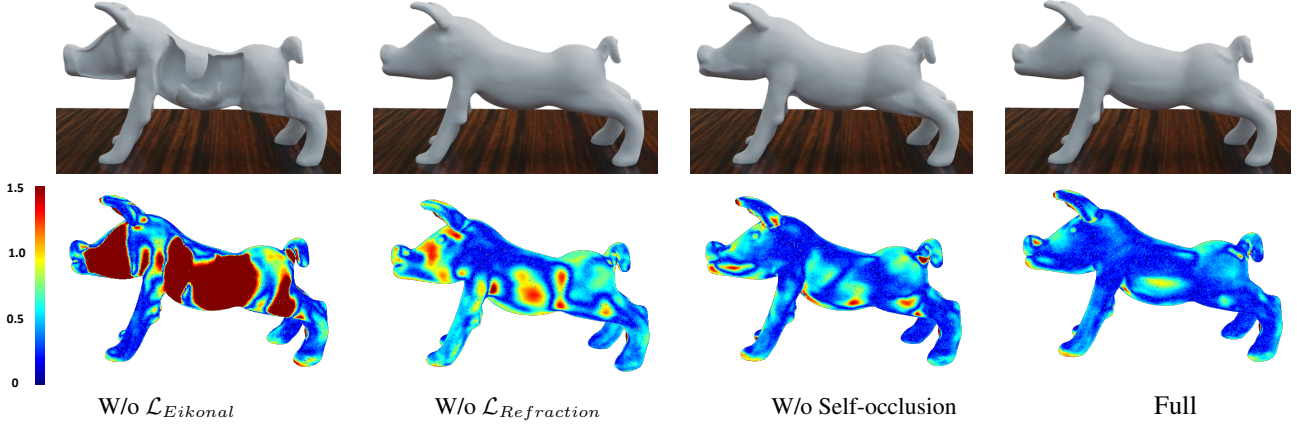 1.5
1.0
0.5
0
W/o $\mathcal{L}_{Eikonal}$
W/o $\mathcal{L}_{Refraction}$
W/o Self-occlusion
Full